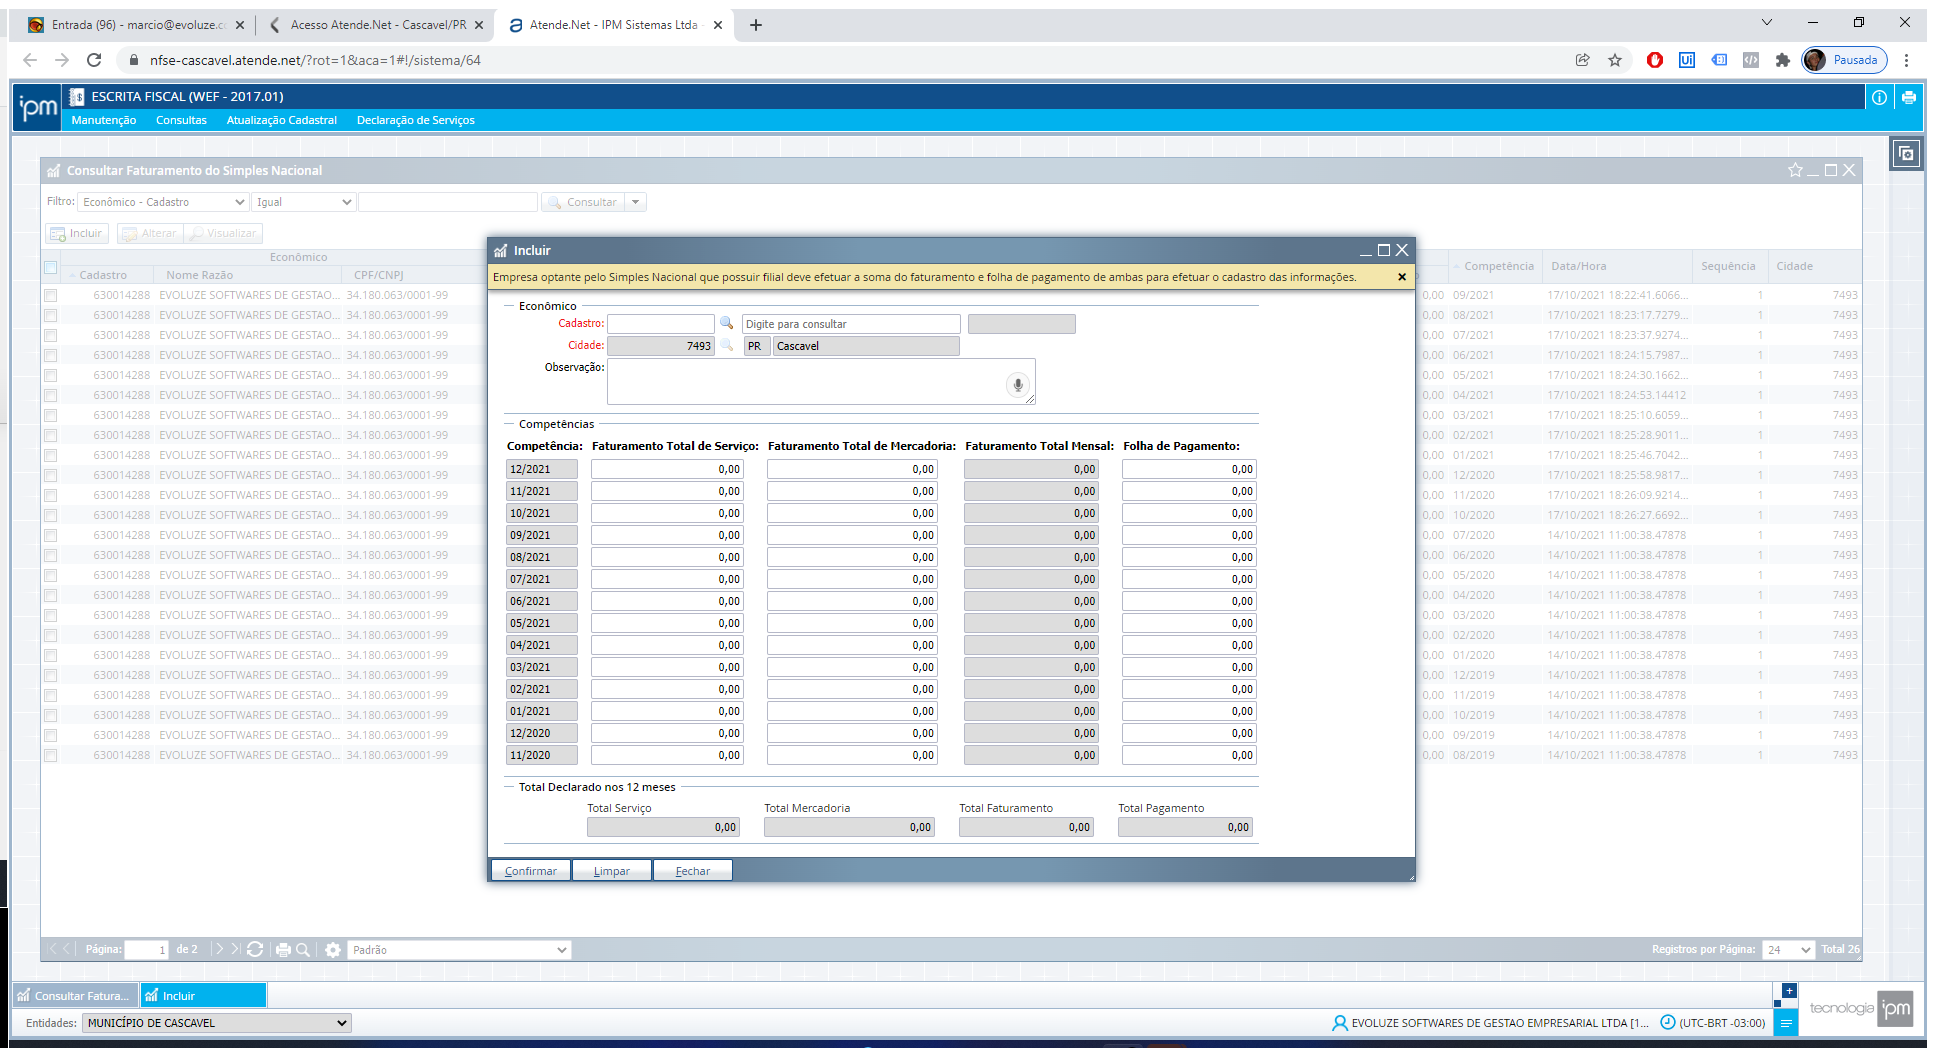 Entrada (96) - marcio@evoluze.c
Acesso Atende.Net - Cascavel/PR
Atende.Net - IPM Sistemas Ltda
nfse-cascavel.atende.net/?rot=1&aca=1#!/sistema/64
Pausada
ipm
ESCRITA FISCAL (WEF - 2017.01)
Manutenção Consultas Atualização Cadastral Declaração de Serviços
Consultar Faturamento do Simples Nacional
Filtro: Econômico - Cadastro Igual Consultar
Incluir Alterar Visualizar
Econômico
Cadastro Nome Razão CPF/CNPJ Competência Data/Hora Sequência Cidade
630014288 EVOLUZE SOFTWARES DE GESTAO... 34.180.063/0001-99 0,00 09/2021 17/10/2021 18:22:41.6066... 1 7493
630014288 EVOLUZE SOFTWARES DE GESTAO... 34.180.063/0001-99 0,00 08/2021 17/10/2021 18:23:17.7279... 1 7493
630014288 EVOLUZE SOFTWARES DE GESTAO... 34.180.063/0001-99 0,00 07/2021 17/10/2021 18:23:37.9274... 1 7493
630014288 EVOLUZE SOFTWARES DE GESTAO... 34.180.063/0001-99 0,00 06/2021 17/10/2021 18:24:15.7987... 1 7493
630014288 EVOLUZE SOFTWARES DE GESTAO... 34.180.063/0001-99 0,00 05/2021 17/10/2021 18:24:30.1662... 1 7493
630014288 EVOLUZE SOFTWARES DE GESTAO... 34.180.063/0001-99 0,00 04/2021 17/10/2021 18:24:53.14412 1 7493
630014288 EVOLUZE SOFTWARES DE GESTAO... 34.180.063/0001-99 0,00 03/2021 17/10/2021 18:25:10.6059... 1 7493
630014288 EVOLUZE SOFTWARES DE GESTAO... 34.180.063/0001-99 0,00 02/2021 17/10/2021 18:25:28.9011... 1 7493
630014288 EVOLUZE SOFTWARES DE GESTAO... 34.180.063/0001-99 0,00 01/2021 17/10/2021 18:25:46.7042... 1 7493
630014288 EVOLUZE SOFTWARES DE GESTAO... 34.180.063/0001-99 0,00 12/2020 17/10/2021 18:25:58.9817... 1 7493
630014288 EVOLUZE SOFTWARES DE GESTAO... 34.180.063/0001-99 0,00 11/2020 17/10/2021 18:26:09.9214... 1 7493
630014288 EVOLUZE SOFTWARES DE GESTAO... 34.180.063/0001-99 0,00 10/2020 17/10/2021 18:26:27.6692... 1 7493
630014288 EVOLUZE SOFTWARES DE GESTAO... 34.180.063/0001-99 0,00 07/2020 14/10/2021 11:00:38.47878 1 7493
630014288 EVOLUZE SOFTWARES DE GESTAO... 34.180.063/0001-99 0,00 06/2020 14/10/2021 11:00:38.47878 1 7493
630014288 EVOLUZE SOFTWARES DE GESTAO... 34.180.063/0001-99 0,00 05/2020 14/10/2021 11:00:38.47878 1 7493
630014288 EVOLUZE SOFTWARES DE GESTAO... 34.180.063/0001-99 0,00 04/2020 14/10/2021 11:00:38.47878 1 7493
630014288 EVOLUZE SOFTWARES DE GESTAO... 34.180.063/0001-99 0,00 03/2020 14/10/2021 11:00:38.47878 1 7493
630014288 EVOLUZE SOFTWARES DE GESTAO... 34.180.063/0001-99 0,00 02/2020 14/10/2021 11:00:38.47878 1 7493
630014288 EVOLUZE SOFTWARES DE GESTAO... 34.180.063/0001-99 0,00 01/2020 14/10/2021 11:00:38.47878 1 7493
630014288 EVOLUZE SOFTWARES DE GESTAO... 34.180.063/0001-99 0,00 12/2019 14/10/2021 11:00:38.47878 1 7493
630014288 EVOLUZE SOFTWARES DE GESTAO... 34.180.063/0001-99 0,00 11/2019 14/10/2021 11:00:38.47878 1 7493
630014288 EVOLUZE SOFTWARES DE GESTAO... 34.180.063/0001-99 0,00 10/2019 14/10/2021 11:00:38.47878 1 7493
630014288 EVOLUZE SOFTWARES DE GESTAO... 34.180.063/0001-99 0,00 09/2019 14/10/2021 11:00:38.47878 1 7493
630014288 EVOLUZE SOFTWARES DE GESTAO... 34.180.063/0001-99 0,00 08/2019 14/10/2021 11:00:38.47878 1 7493
Incluir
Empresa optante pelo Simples Nacional que possuir filial deve efetuar a soma do faturamento e folha de pagamento de ambas para efetuar o cadastro das informações.
Econômico
Cadastro: Digite para consultar
Cidade: 7493 PR Cascavel
Observação:
Competências
Competência: Faturamento Total de Serviço: Faturamento Total de Mercadoria: Faturamento Total Mensal: Folha de Pagamento:
12/2021 0,00 0,00 0,00 0,00
11/2021 0,00 0,00 0,00 0,00
10/2021 0,00 0,00 0,00 0,00
09/2021 0,00 0,00 0,00 0,00
08/2021 0,00 0,00 0,00 0,00
07/2021 0,00 0,00 0,00 0,00
06/2021 0,00 0,00 0,00 0,00
05/2021 0,00 0,00 0,00 0,00
04/2021 0,00 0,00 0,00 0,00
03/2021 0,00 0,00 0,00 0,00
02/2021 0,00 0,00 0,00 0,00
01/2021 0,00 0,00 0,00 0,00
12/2020 0,00 0,00 0,00 0,00
11/2020 0,00 0,00 0,00 0,00
Total Declarado nos 12 meses
Total Serviço Total Mercadoria Total Faturamento Total Pagamento
0,00 0,00 0,00 0,00
Confirmar Limpar Fechar
Página: 1 de 2 Padrão Registros por Página: 24 Total 26
Consultar Fatura... Incluir
tecnologia ipm
Entidades: MUNICÍPIO DE CASCAVEL EVOLUZE SOFTWARES DE GESTAO EMPRESARIAL LTDA [1... (UTC-BRT -03:00)